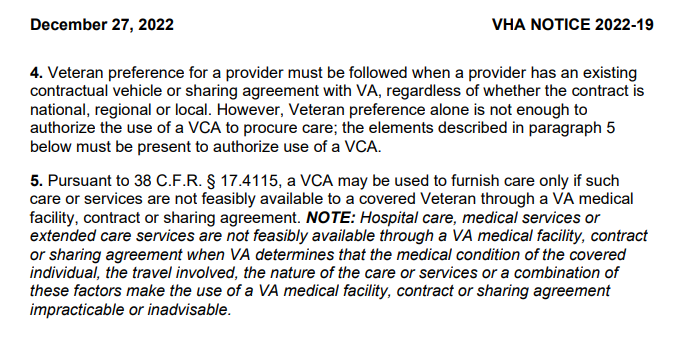 December 27, 2022 VHA NOTICE 2022-19
4. Veteran preference for a provider must be followed when a provider has an existing
contractual vehicle or sharing agreement with VA, regardless of whether the contract is
national, regional or local. However, Veteran preference alone is not enough to
authorize the use of a VCA to procure care; the elements described in paragraph 5
below must be present to authorize use of a VCA.
5. Pursuant to 38 C.F.R. § 17.4115, a VCA may be used to furnish care only if such
care or services are not feasibly available to a covered Veteran through a VA medical
facility, contract or sharing agreement. NOTE: Hospital care, medical services or
extended care services are not feasibly available through a VA medical facility, contract
or sharing agreement when VA determines that the medical condition of the covered
individual, the travel involved, the nature of the care or services or a combination of
these factors make the use of a VA medical facility, contract or sharing agreement
impracticable or inadvisable.